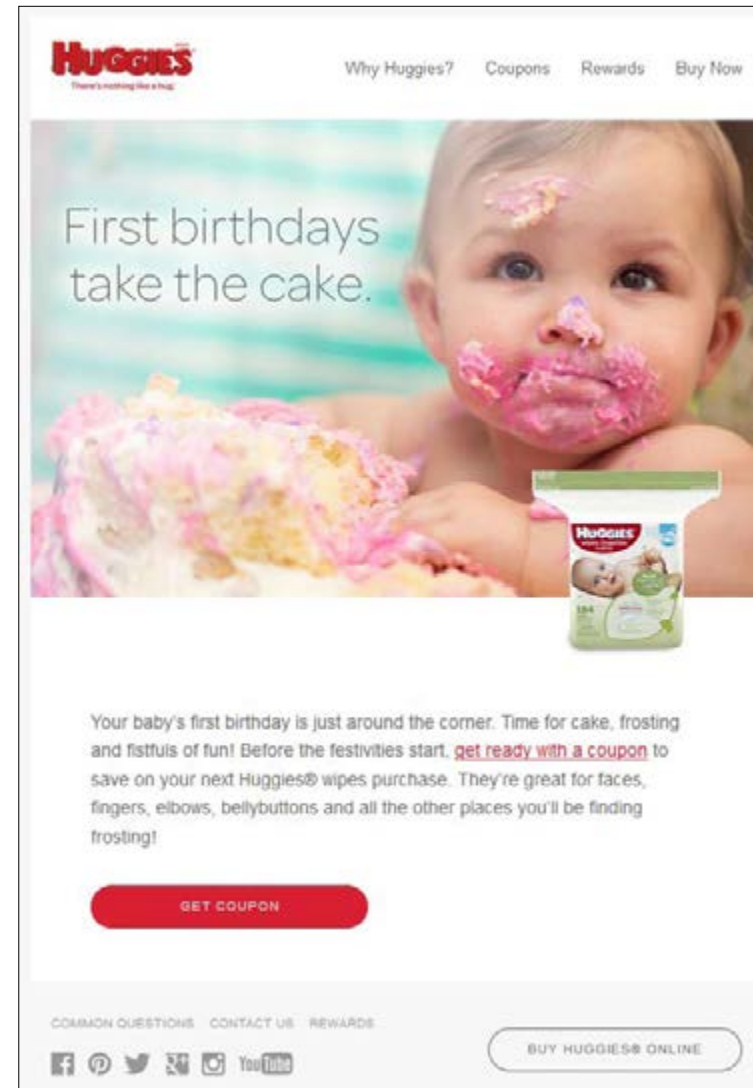 HUGGIES
There's nothing like a hug.
Why Huggies? Coupons Rewards Buy Now
First birthdays
take the cake.
HUGGIES
184
Your baby's first birthday is just around the corner. Time for cake, frosting
and fistfuls of fun! Before the festivities start, get ready with a coupon to
save on your next Huggies® wipes purchase. They're great for faces,
fingers, elbows, bellybuttons and all the other places you'll be finding
frosting!
GET COUPON
COMMON QUESTIONS CONTACT US REWARDS
BUY HUGGIES® ONLINE
YouTube